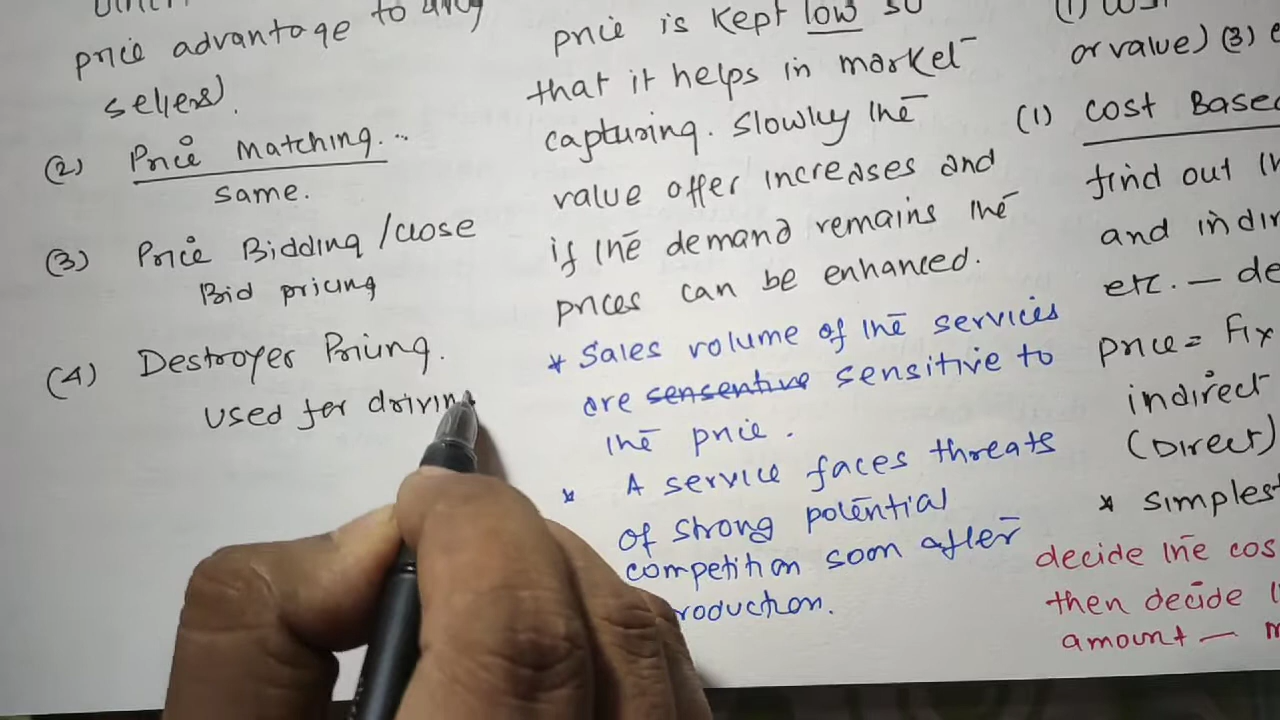 price advantage to any
sellers).
(2) Price Matching...
same.
(3) Price Bidding / close
Bid pricing
(4) Destroyer Pricing.
used for driving
price is kept low so
that it helps in market
capturing. Slowly the
value offer increases and
if the demand remains the
prices can be enhanced.
* Sales volume of the services
are sensentive sensitive to
the price.
* A service faces threats
of strong potential
competition soon after
roduction.
or value) (3)
(1) Cost Based
find out
and indir
etc. — de
price = Fix
indirect
(Direct)
* simplest
decide the cos
then decide
amount —